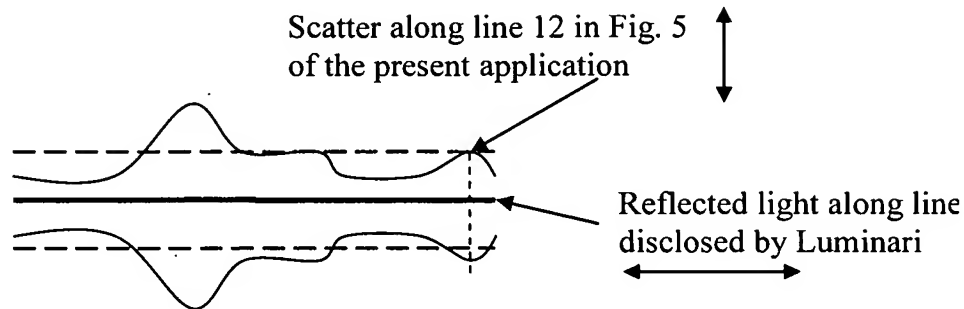 Scatter along line 12 in Fig. 5
of the present application
Reflected light along line
disclosed by Luminari